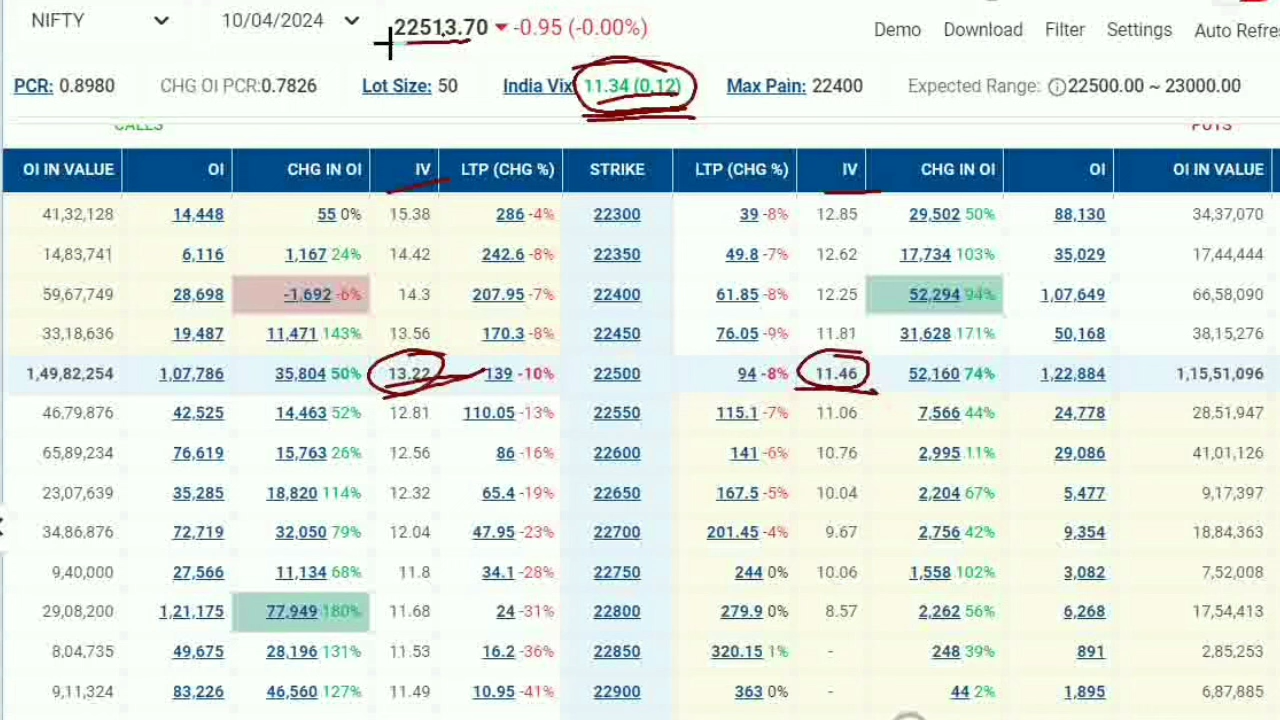 NIFTY 10/04/2024 22513.70 -0.95 (-0.00%) Demo Download Filter Settings Auto Refre
PCR: 0.8980 CHG OI PCR:0.7826 Lot Size: 50 India Vix 11.34 (0.12) Max Pain: 22400 Expected Range: 22500.00 ~ 23000.00
CALLS PUTS
OI IN VALUE OI CHG IN OI IV LTP (CHG %) STRIKE LTP (CHG %) IV CHG IN OI OI OI IN VALUE
41,32,128 14,448 55 0% 15.38 286 -4% 22300 39 -8% 12.85 29,502 50% 88,130 34,37,070
14,83,741 6,116 1,167 24% 14.42 242.6 -8% 22350 49.8 -7% 12.62 17,734 103% 35,029 17,44,444
59,67,749 28,698 -1,692 -6% 14.3 207.95 -7% 22400 61.85 -8% 12.25 52,294 94% 1,07,649 66,58,090
33,18,636 19,487 11,471 143% 13.56 170.3 -8% 22450 76.05 -9% 11.81 31,628 171% 50,168 38,15,276
1,49,82,254 1,07,786 35,804 50% 13.22 139 -10% 22500 94 -8% 11.46 52,160 74% 1,22,884 1,15,51,096
46,79,876 42,525 14,463 52% 12.81 110.05 -13% 22550 115.1 -7% 11.06 7,566 44% 24,778 28,51,947
65,89,234 76,619 15,763 26% 12.56 86 -16% 22600 141 -6% 10.76 2,995 11% 29,086 41,01,126
23,07,639 35,285 18,820 114% 12.32 65.4 -19% 22650 167.5 -5% 10.04 2,204 67% 5,477 9,17,397
34,86,876 72,719 32,050 79% 12.04 47.95 -23% 22700 201.45 -4% 9.67 2,756 42% 9,354 18,84,363
9,40,000 27,566 11,134 68% 11.8 34.1 -28% 22750 244 0% 10.06 1,558 102% 3,082 7,52,008
29,08,200 1,21,175 77,949 180% 11.68 24 -31% 22800 279.9 0% 8.57 2,262 56% 6,268 17,54,413
8,04,735 49,675 28,196 131% 11.53 16.2 -36% 22850 320.15 1% - 248 39% 891 2,85,253
9,11,324 83,226 46,560 127% 11.49 10.95 -41% 22900 363 0% - 44 2% 1,895 6,87,885